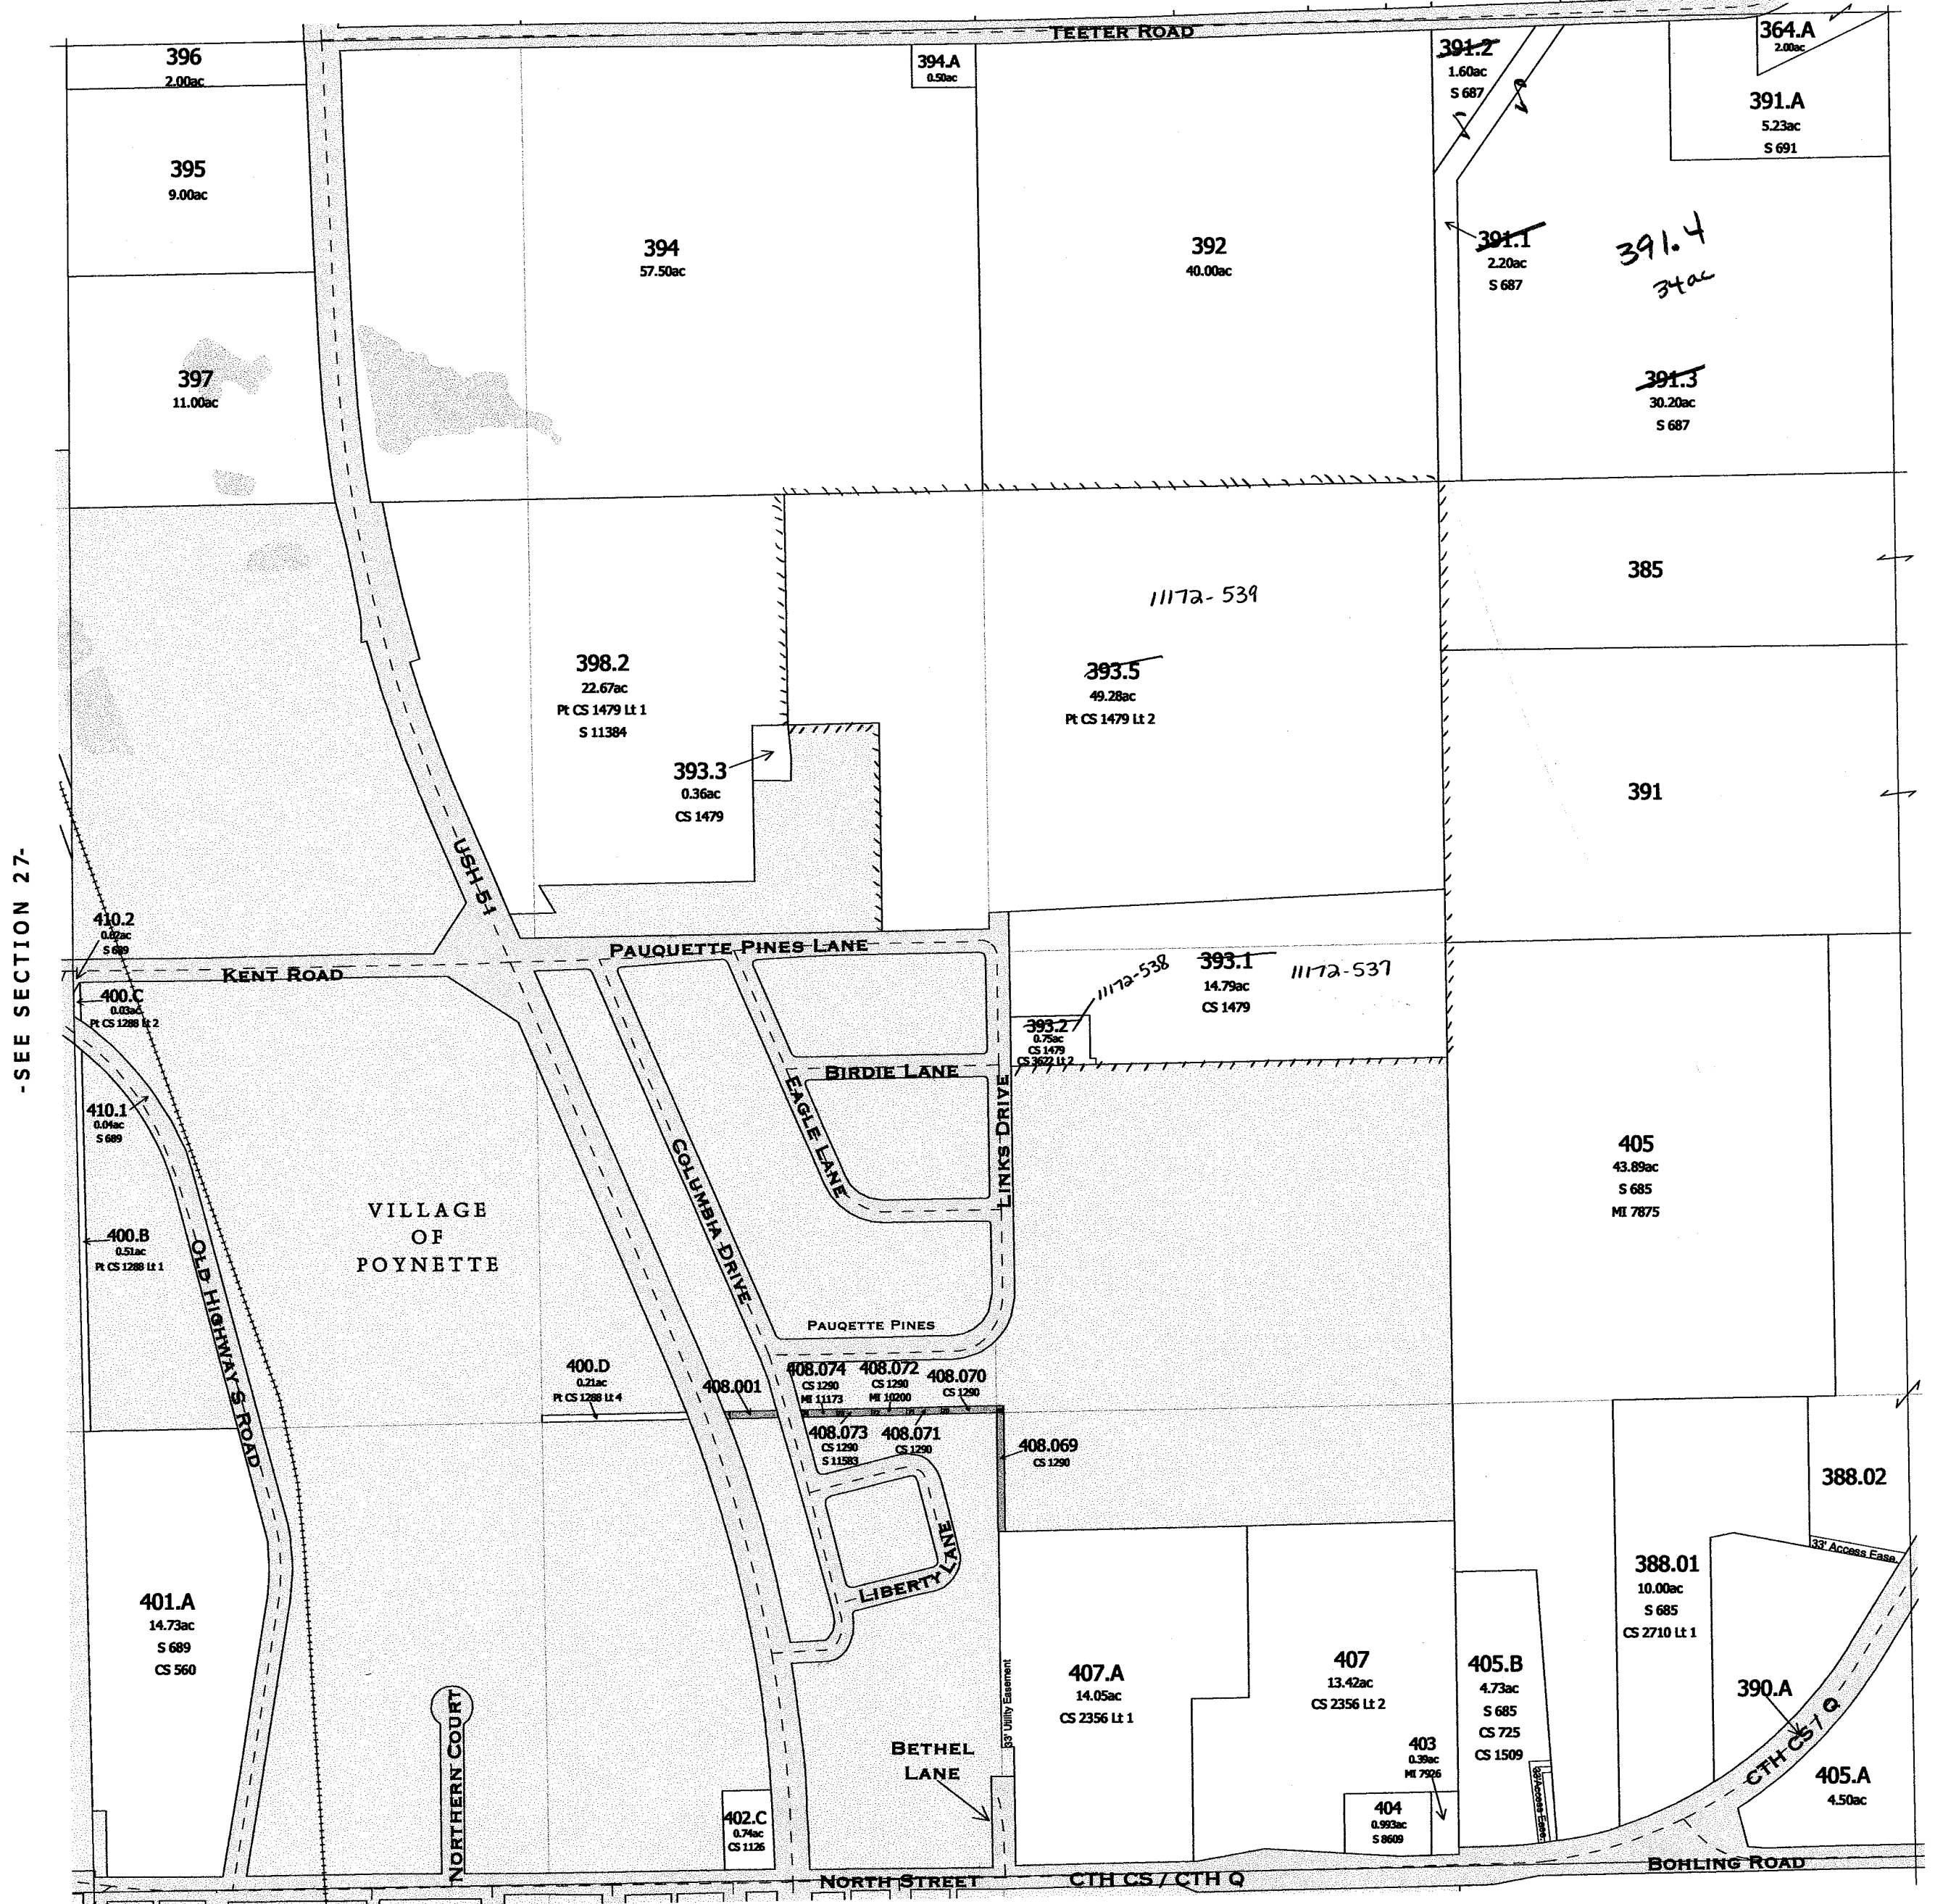 TEETER ROAD
396
2.00ac
394.A
0.50ac
391.2
1.60ac
S 687
364.A
2.00ac
391.A
5.23ac
S 691
395
9.00ac
394
57.50ac
392
40.00ac
391.1
2.20ac
S 687
391.4
34ac
397
11.00ac
391.3
30.20ac
S 687
385
11172-539
398.2
22.67ac
Pt CS 1479 Lt 1
S 11384
393.5
49.28ac
Pt CS 1479 Lt 2
393.3
0.36ac
CS 1479
391
USH 51
-SEE SECTION 27-
410.2
0.02ac
S 689
KENT ROAD
PAUQUETTE PINES LANE
11172-538
393.1
14.79ac
CS 1479
11172-537
400.C
0.03ac
Pt CS 1288 Lt 2
393.2
0.75ac
CS 1479
CS 3622 Lt 2
BIRDIE LANE
EAGLE LANE
LINKS DRIVE
410.1
0.04ac
S 689
COLUMBIA DRIVE
405
43.89ac
S 685
MI 7875
VILLAGE
OF
POYNETTE
400.B
0.51ac
Pt CS 1288 Lt 1
OLD HIGHWAY S ROAD
PAUQETTE PINES
400.D
0.21ac
Pt CS 1288 Lt 4
408.001
408.074
CS 1290
MI 11173
408.072
CS 1290
MI 10200
408.070
CS 1290
408.073
CS 1290
S 11583
408.071
CS 1290
408.069
CS 1290
388.02
33' Access Ease.
LIBERTY LANE
388.01
10.00ac
S 685
CS 2710 Lt 1
401.A
14.73ac
S 689
CS 560
407.A
14.05ac
CS 2356 Lt 1
33' Utility Easement
407
13.42ac
CS 2356 Lt 2
405.B
4.73ac
S 685
CS 725
CS 1509
390.A
CTH CS / Q
NORTHERN COURT
BETHEL
LANE
403
0.39ac
MI 7926
33' Access Ease.
405.A
4.50ac
402.C
0.74ac
CS 1126
404
0.993ac
S 8609
NORTH STREET
CTH CS / CTH Q
BOHLING ROAD